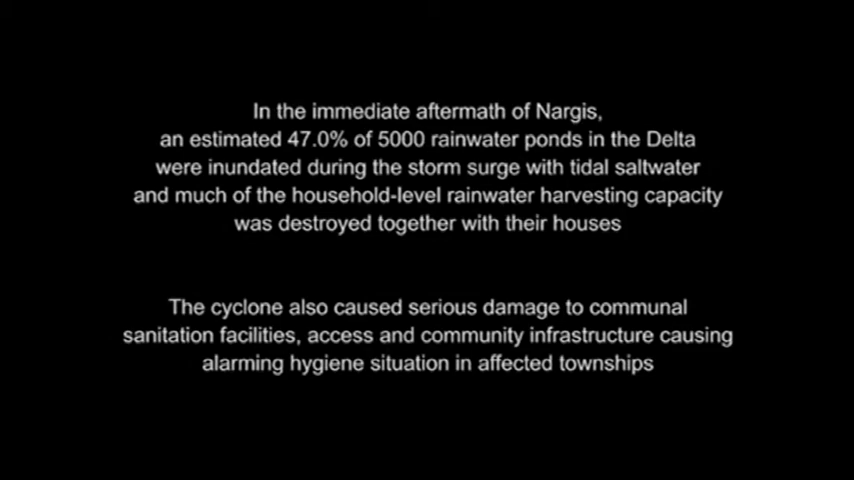 In the immediate aftermath of Nargis,
an estimated 47.0% of 5000 rainwater ponds in the Delta
were inundated during the storm surge with tidal saltwater
and much of the household-level rainwater harvesting capacity
was destroyed together with their houses
The cyclone also caused serious damage to communal
sanitation facilities, access and community infrastructure causing
alarming hygiene situation in affected townships